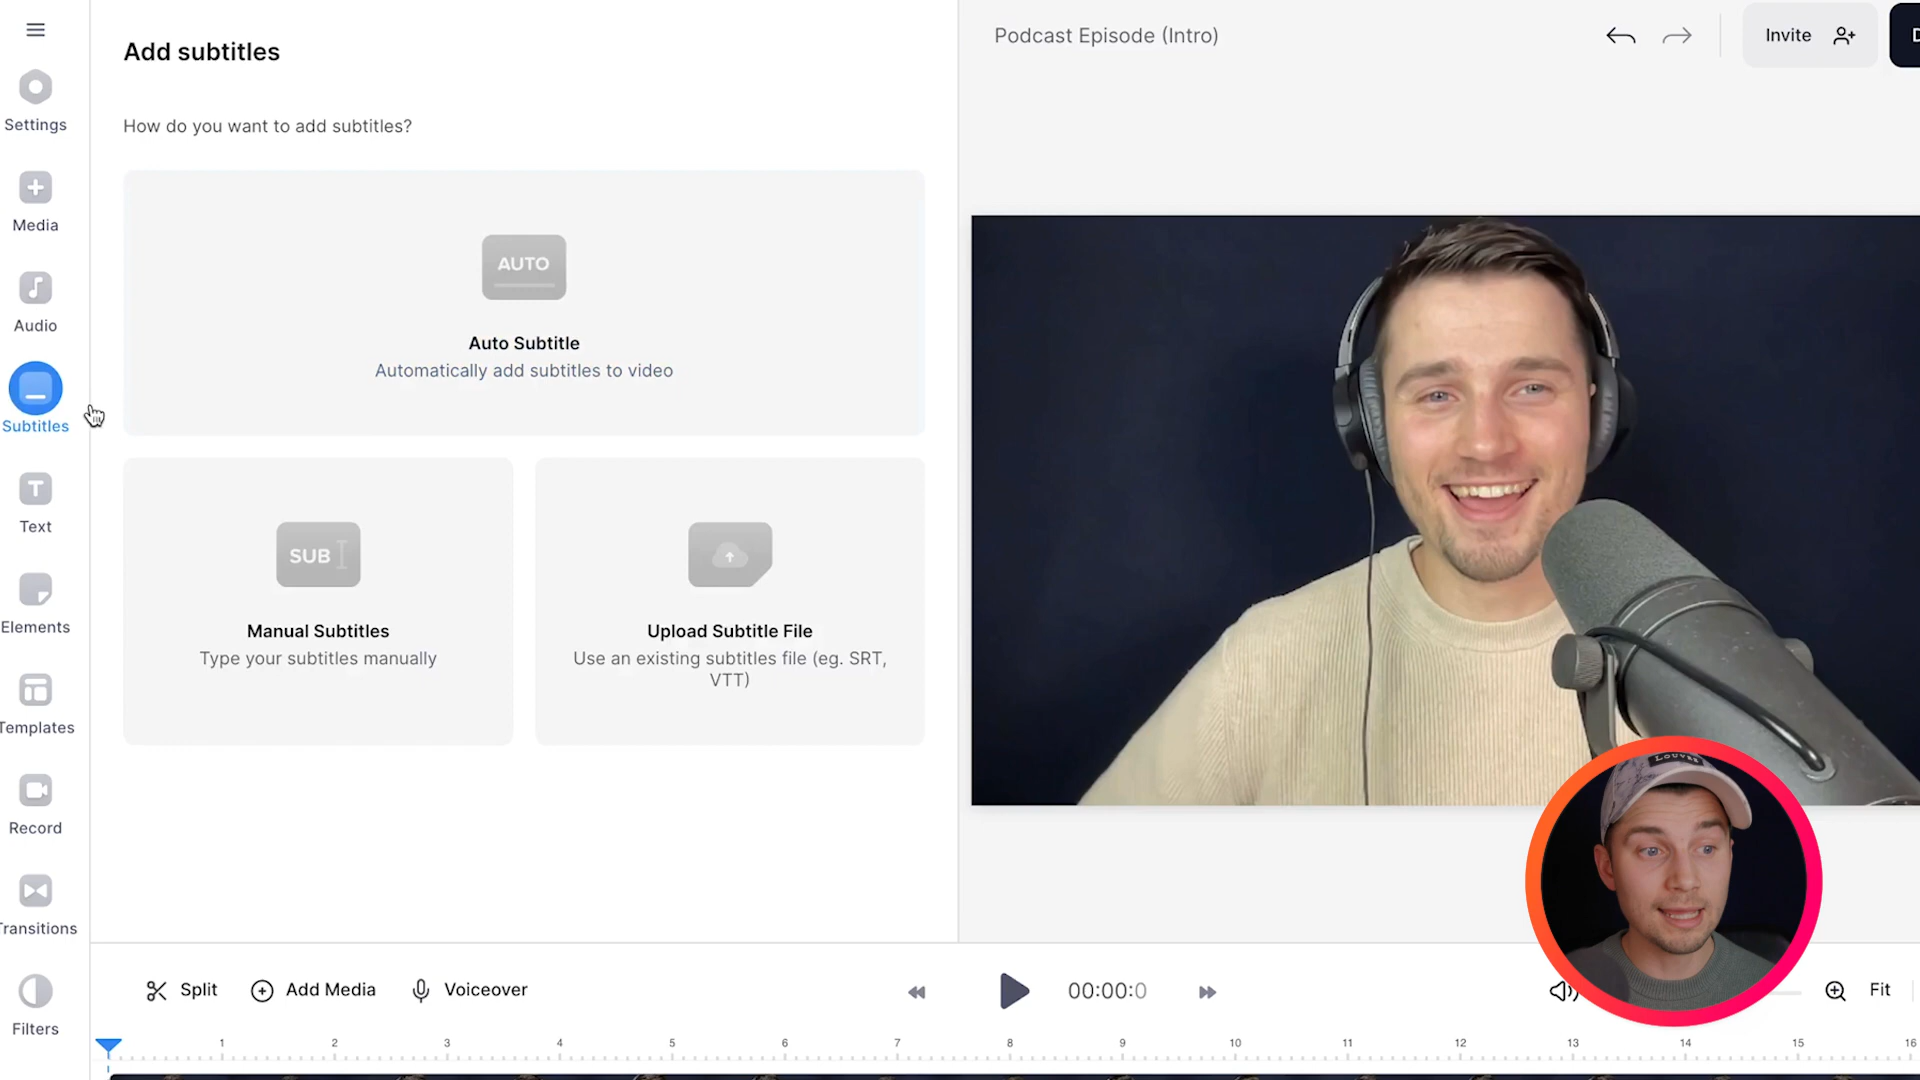 Add subtitles
Podcast Episode (Intro)
Invite
Settings
How do you want to add subtitles?
Media
Audio
AUTO
Auto Subtitle
Automatically add subtitles to video
Subtitles
Text
SUB
Manual Subtitles
Type your subtitles manually
Upload Subtitle File
Use an existing subtitles file (eg. SRT,
VTT)
Elements
Templates
Record
Transitions
Filters
LOUVRE
Split
Add Media
Voiceover
00:00:0
Fit
1 2 3 4 5 6 7 8 9 10 11 12 13 14 15 16